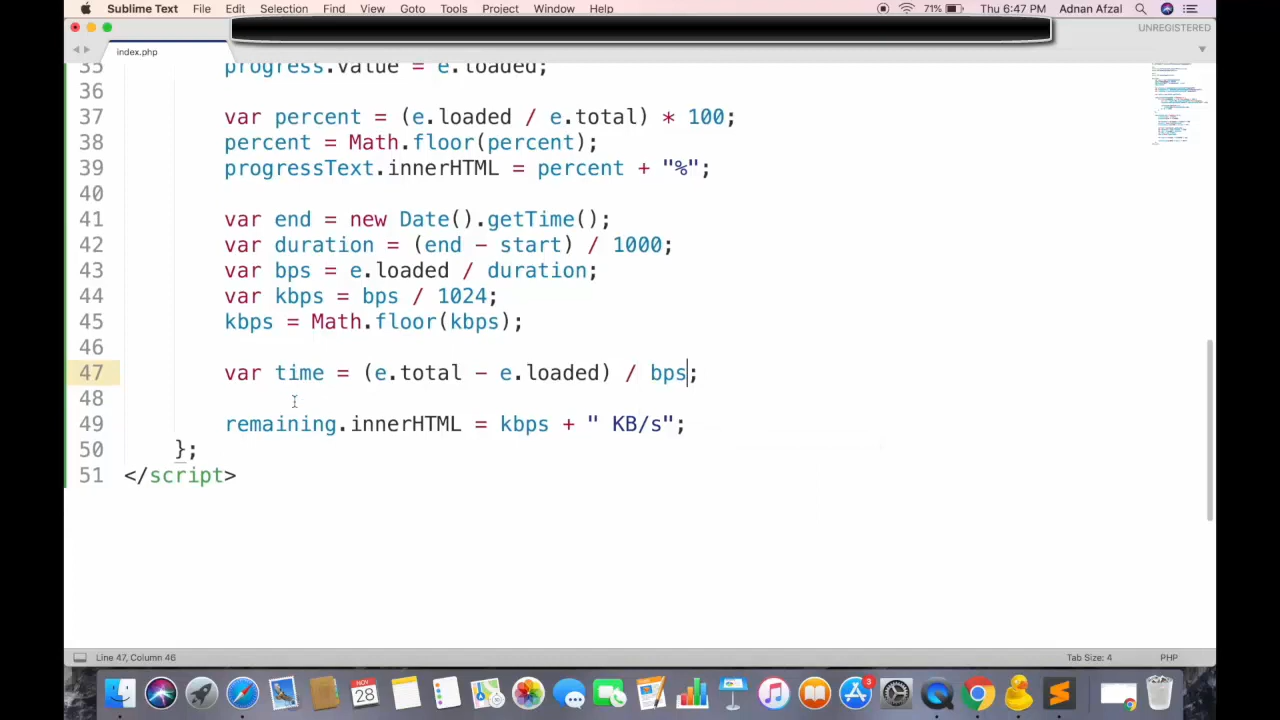 Sublime Text File Edit Selection Find View Goto Tools Project Window Help 71% Thu 6:47 PM Adnan Afzal
UNREGISTERED
index.php
35 progress.value = e.loaded;
36
37 var percent = (e.loaded / e.total) * 100;
38 percent = Math.floor(percent);
39 progressText.innerHTML = percent + "%";
40
41 var end = new Date().getTime();
42 var duration = (end - start) / 1000;
43 var bps = e.loaded / duration;
44 var kbps = bps / 1024;
45 kbps = Math.floor(kbps);
46
47 var time = (e.total - e.loaded) / bps;
48
49 remaining.innerHTML = kbps + " KB/s";
50 };
51 </script>
Line 47, Column 46 Tab Size: 4 PHP
NOV
28
3